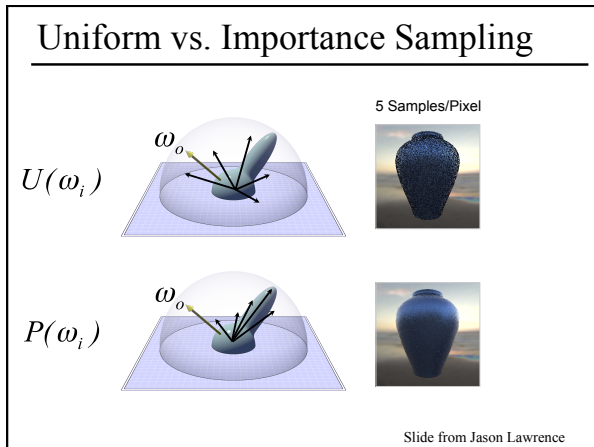 Uniform vs. Importance Sampling
5 Samples/Pixel
ω_o
U(ω_i)
ω_o
P(ω_i)
Slide from Jason Lawrence